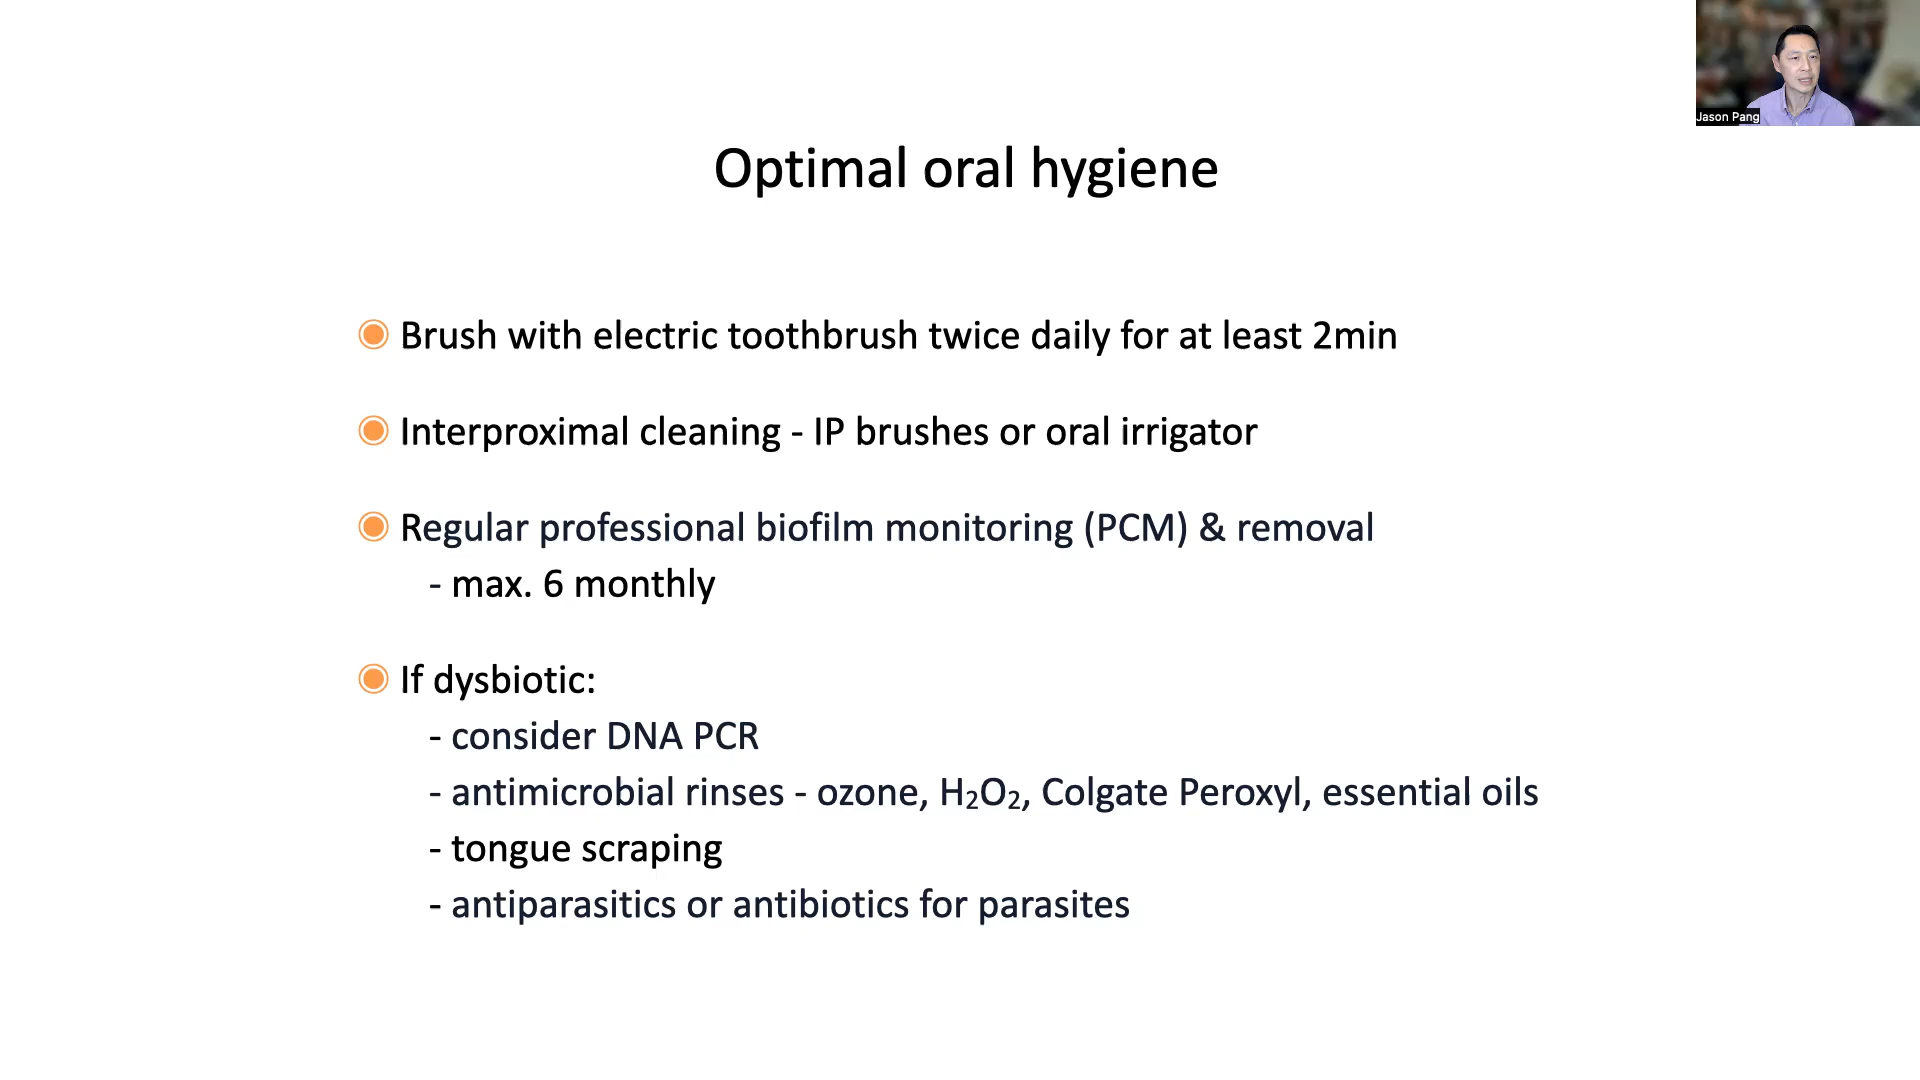 Jason Pang
Optimal oral hygiene
Brush with electric toothbrush twice daily for at least 2min
Interproximal cleaning - IP brushes or oral irrigator
Regular professional biofilm monitoring (PCM) & removal
- max. 6 monthly
If dysbiotic:
- consider DNA PCR
- antimicrobial rinses - ozone, H₂O₂, Colgate Peroxyl, essential oils
- tongue scraping
- antiparasitics or antibiotics for parasites